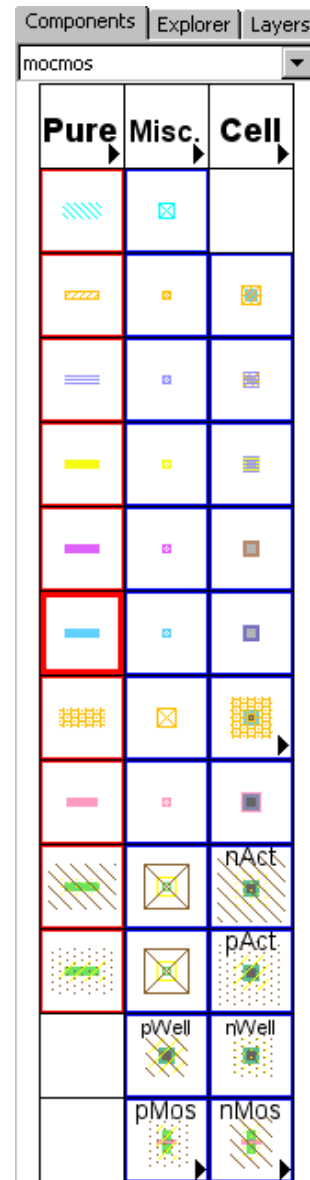 Components Explorer Layers
mocmos
Pure Misc. Cell
nAct
pAct
pWell nWell
pMos nMos